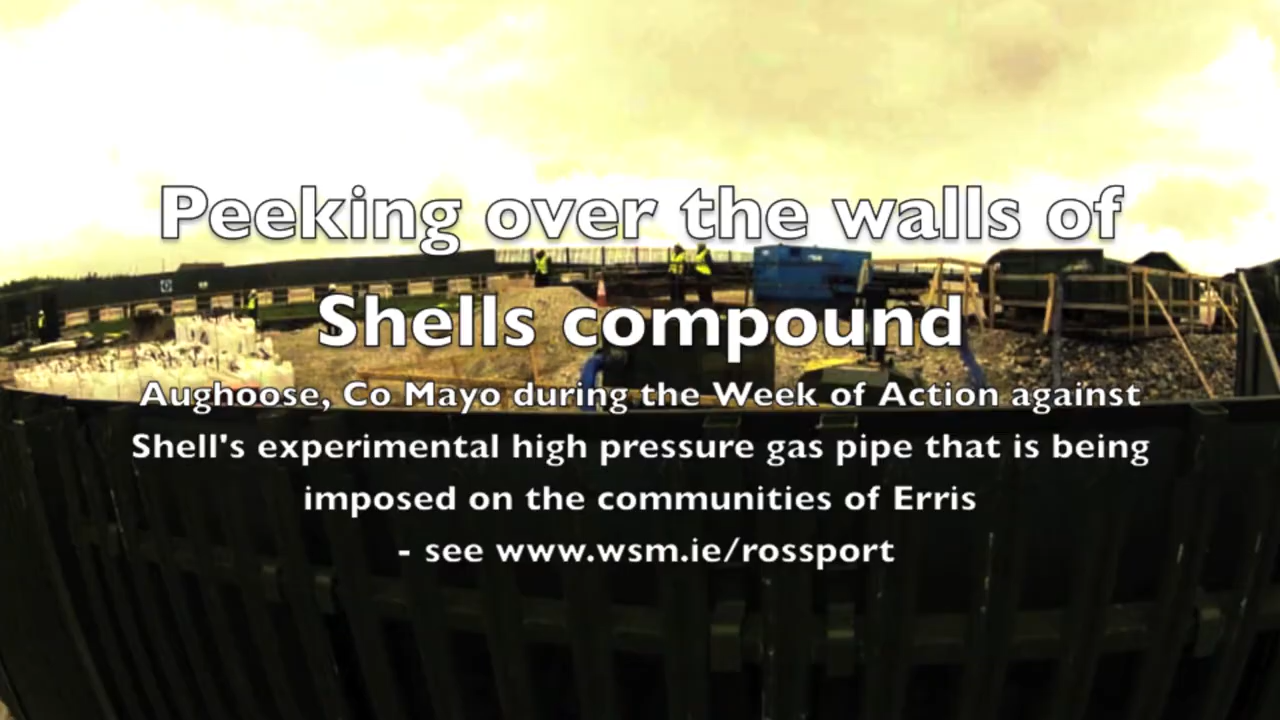 Peeking over the walls of
Shells compound
Aughoose, Co Mayo during the Week of Action against
Shell's experimental high pressure gas pipe that is being
imposed on the communities of Erris
- see www.wsm.ie/rossport